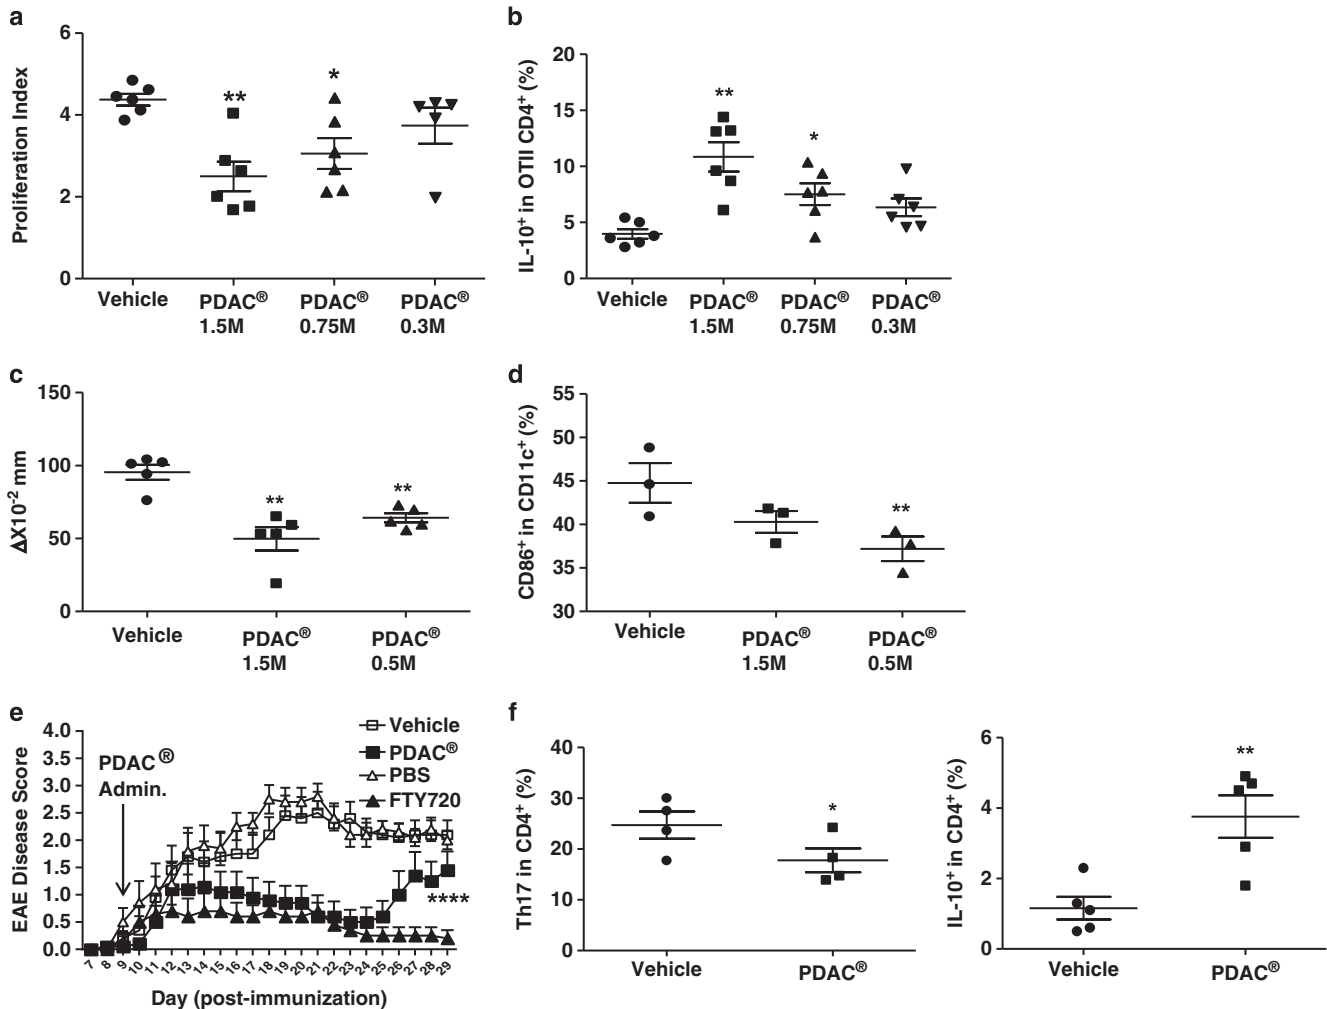 a
6
4
2
0
Proliferation Index
**
*
Vehicle
PDAC®
1.5M
PDAC®
0.75M
PDAC®
0.3M
b
20
15
10
5
0
IL-10+ in OTII CD4+ (%)
**
*
Vehicle
PDAC®
1.5M
PDAC®
0.75M
PDAC®
0.3M
c
150
100
50
0
ΔX10-2 mm
**
**
Vehicle
PDAC®
1.5M
PDAC®
0.5M
d
55
50
45
40
35
30
CD86+ in CD11c+ (%)
**
Vehicle
PDAC®
1.5M
PDAC®
0.5M
e
4.0
3.5
3.0
2.5
2.0
1.5
1.0
0.5
0.0
EAE Disease Score
PDAC®
Admin.
Vehicle
PDAC®
PBS
FTY720
****
7 8 9 10 11 12 13 14 15 16 17 18 19 20 21 22 23 24 25 26 27 28 29
Day (post-immunization)
f
40
30
20
10
0
Th17 in CD4+ (%)
*
Vehicle
PDAC®
6
4
2
0
IL-10+ in CD4+ (%)
**
Vehicle
PDAC®